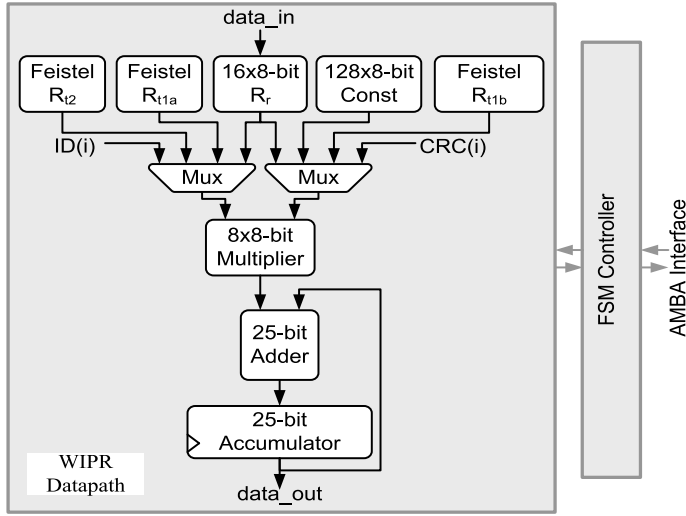 data_in
Feistel
Rt2
Feistel
Rt1a
16x8-bit
Rr
128x8-bit
Const
Feistel
Rt1b
ID(i)
CRC(i)
Mux
Mux
8x8-bit
Multiplier
25-bit
Adder
25-bit
Accumulator
WIPR
Datapath
data_out
FSM Controller
AMBA Interface